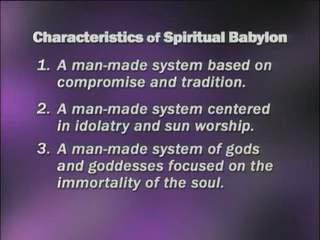 Characteristics of Spiritual Babylon
1. A man-made system based on
compromise and tradition.
2. A man-made system centered
in idolatry and sun worship.
3. A man-made system of gods
and goddesses focused on the
immortality of the soul.